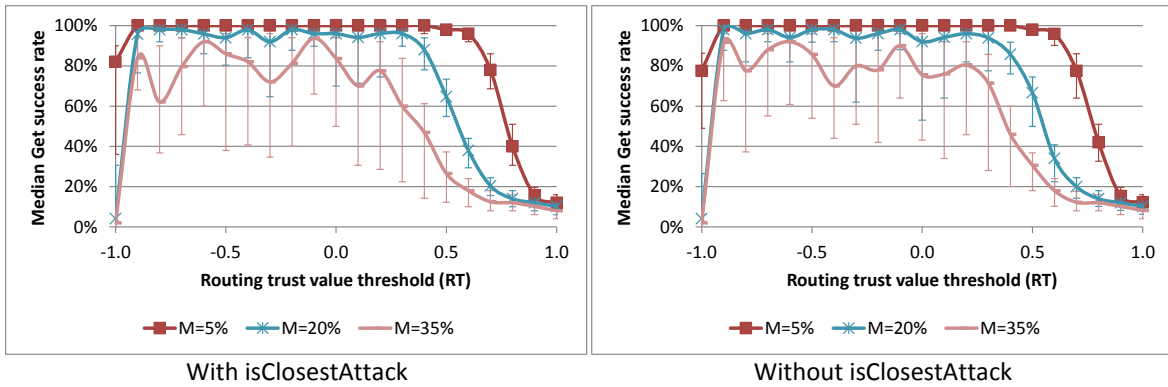 Median Get success rate
100%
80%
60%
40%
20%
0%
-1.0 -0.5 0.0 0.5 1.0
Routing trust value threshold (RT)
M=5% M=20% M=35%
With isClosestAttack
Median Get success rate
100%
80%
60%
40%
20%
0%
-1.0 -0.5 0.0 0.5 1.0
Routing trust value threshold (RT)
M=5% M=20% M=35%
Without isClosestAttack